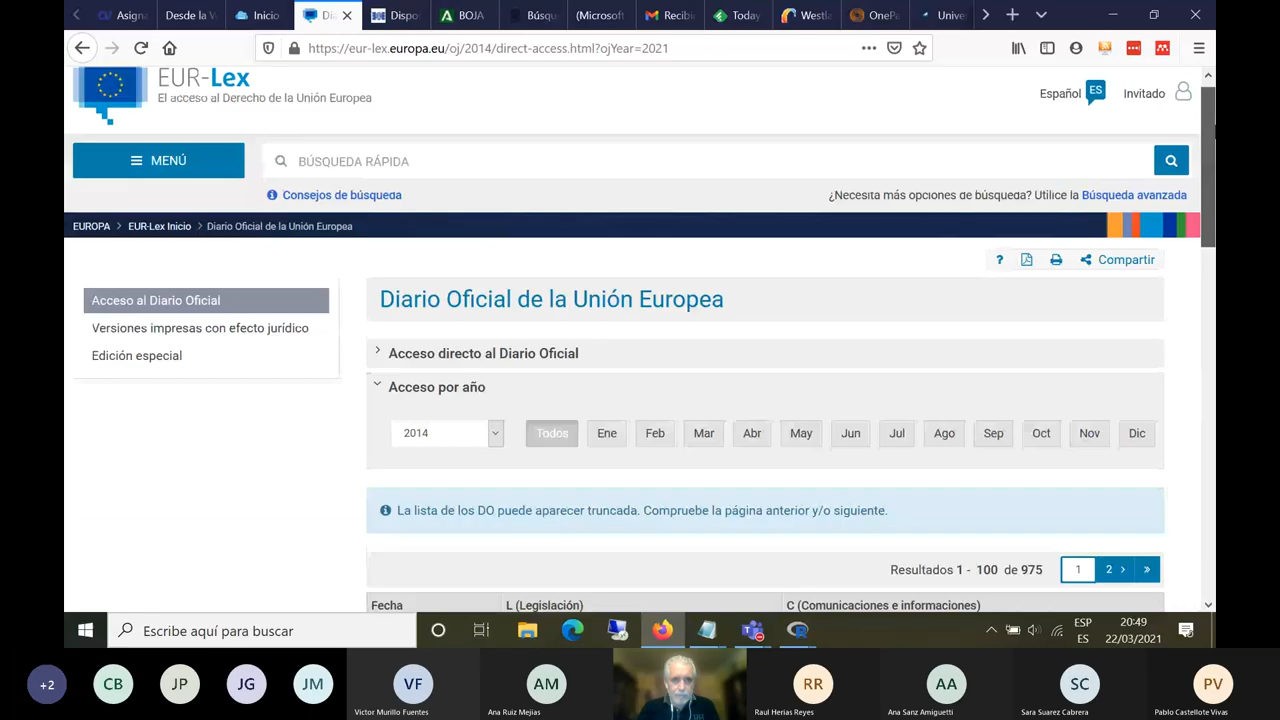 Asigna
Desde la V
Inicio
Di
Dispo
BOJA
Búsqu
(Microsoft
Recibi
Today
Westla
OnePa
Univer
https://eur-lex.europa.eu/oj/2014/direct-access.html?ojYear=2021
EUR-Lex
El acceso al Derecho de la Unión Europea
Español ES
Invitado
MENÚ
BÚSQUEDA RÁPIDA
Consejos de búsqueda
¿Necesita más opciones de búsqueda? Utilice la Búsqueda avanzada
EUROPA > EUR-Lex Inicio > Diario Oficial de la Unión Europea
? Compartir
Acceso al Diario Oficial
Versiones impresas con efecto jurídico
Edición especial
Diario Oficial de la Unión Europea
Acceso directo al Diario Oficial
Acceso por año
2014 Todos Ene Feb Mar Abr May Jun Jul Ago Sep Oct Nov Dic
La lista de los DO puede aparecer truncada. Compruebe la página anterior y/o siguiente.
Resultados 1 - 100 de 975 1 2 > »
Fecha L (Legislación) C (Comunicaciones e informaciones)
Escribe aquí para buscar
ESP
ES
20:49
22/03/2021
+2 CB JP JG JM VF AM RR AA SC PV
Victor Murillo Fuentes
Ana Ruiz Mejias
Raul Herias Reyes
Ana Sanz Amiguetti
Sara Suarez Cabrera
Pablo Castellote Vivas